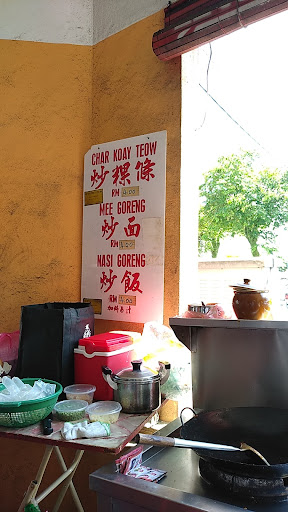 CHAR KOAY TEOW
炒粿條
RM
MEE GORENG
炒面
RM
NASI GORENG
炒飯
RM